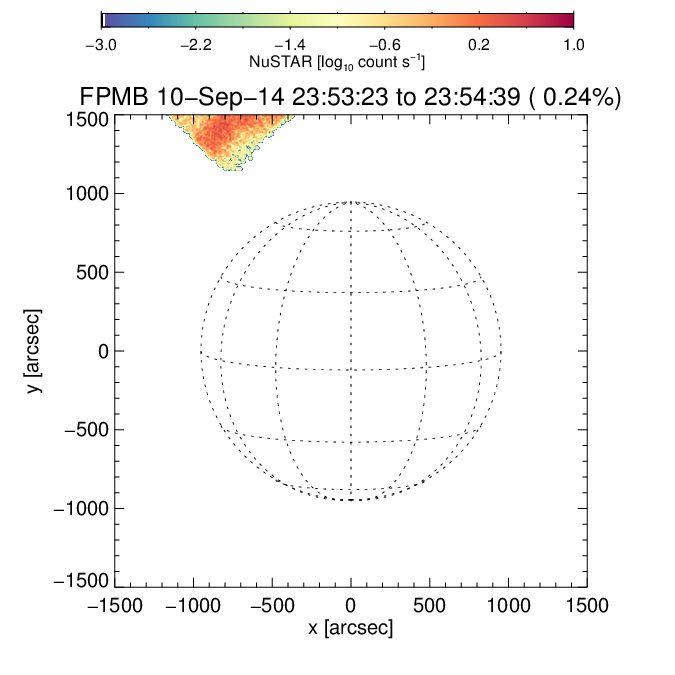 −3.0 −2.2 −1.4 −0.6 0.2 1.0
NuSTAR [log₁₀ count s⁻¹]
FPMB 10−Sep−14 23:53:23 to 23:54:39 ( 0.24%)
1500
1000
500
0
−500
−1000
−1500
y [arcsec]
−1500 −1000 −500 0 500 1000 1500
x [arcsec]